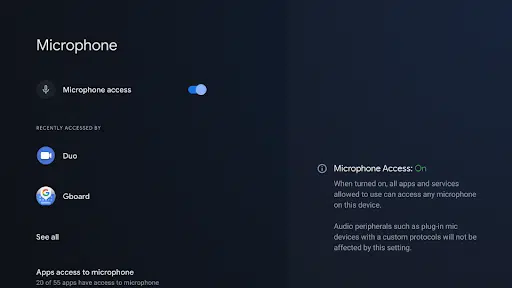 Microphone
Microphone access
RECENTLY ACCESSED BY
Duo
Gboard
See all
Apps access to microphone
20 of 55 apps have access to microphone
Microphone Access: On
When turned on, all apps and services
allowed to use can access any microphone
on this device.
Audio peripherals such as plug-in mic
devices with a custom protocols will not be
affected by this setting.